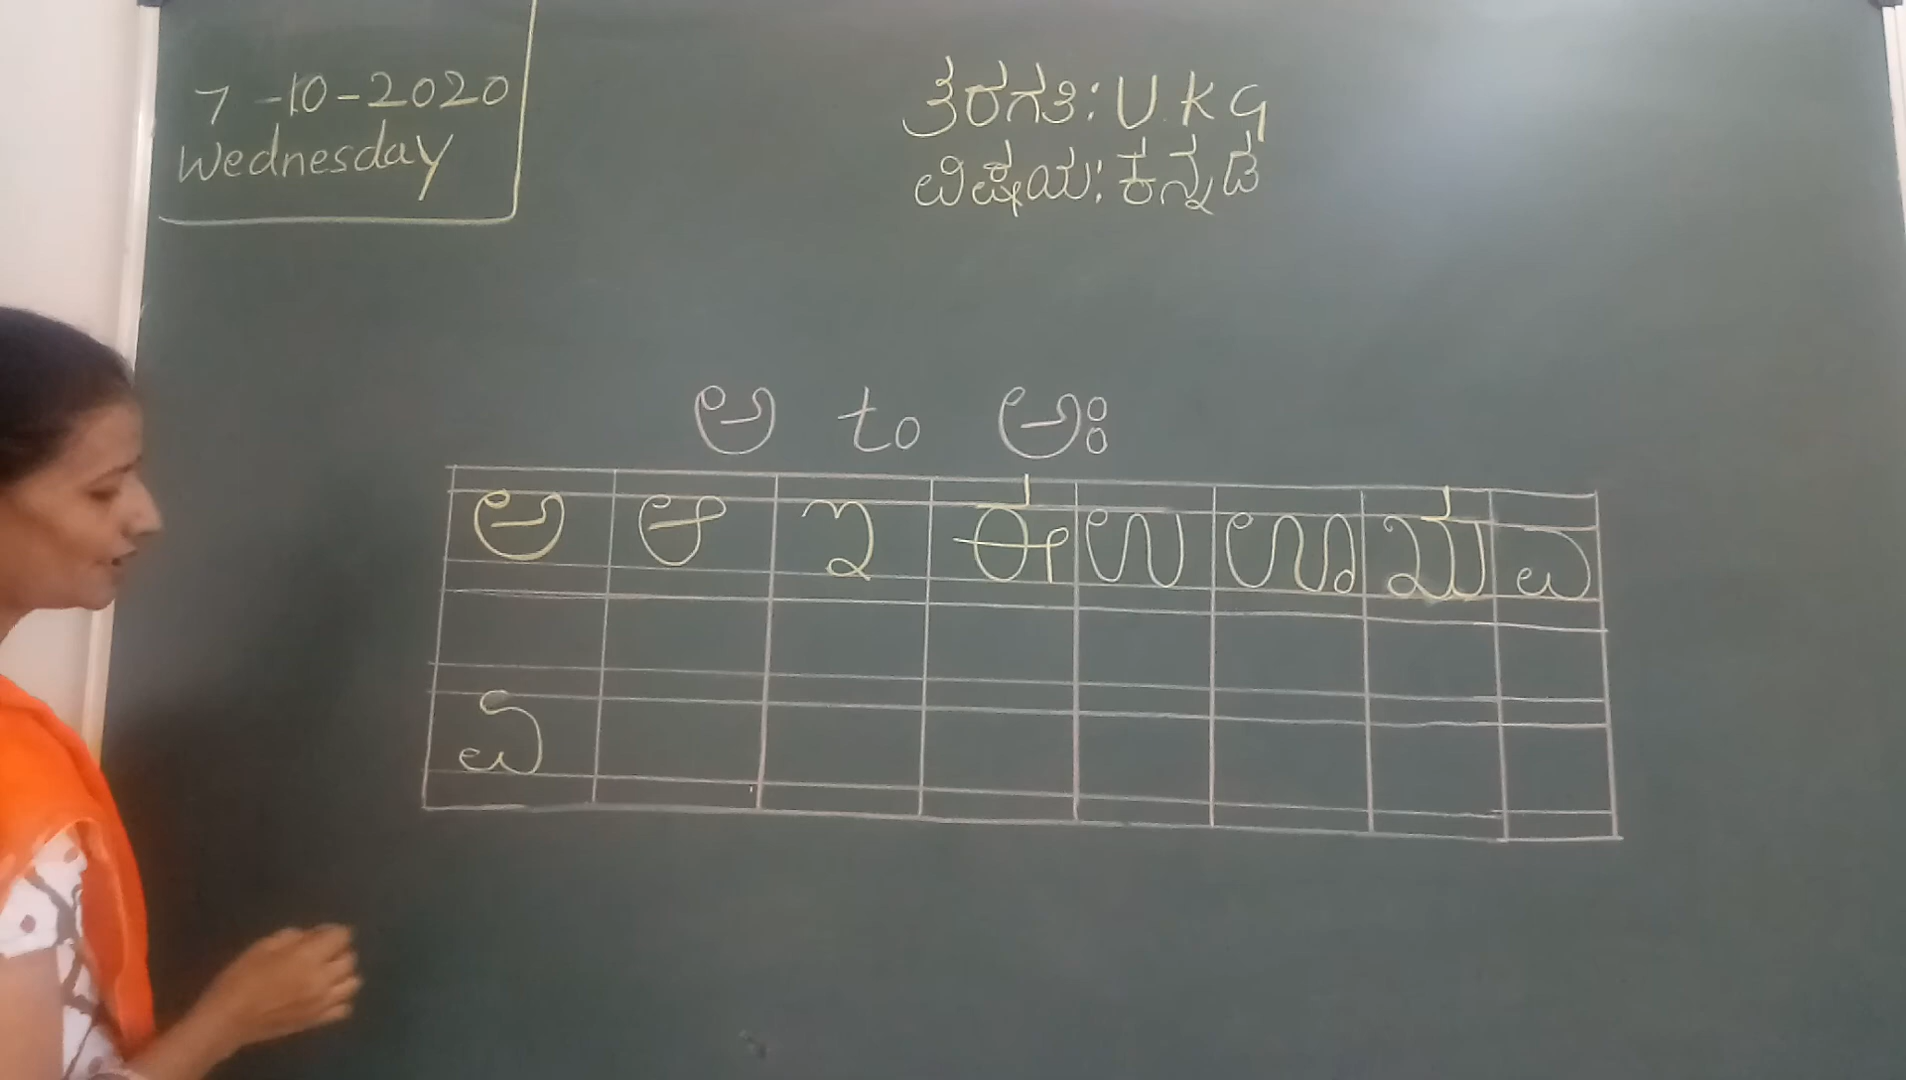 7-10-2020
Wednesday
ತರಗತಿ: U.K.G
ವಿಷಯ: ಕನ್ನಡ
ಅ to ಅಃ
ಅ ಆ ಇ ಈ ಉ ಊ ಋ ಎ
ಏ